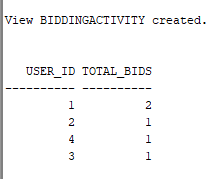 View BIDDINGACTIVITY created.
USER_ID TOTAL_BIDS
---------- ----------
1 2
2 1
4 1
3 1